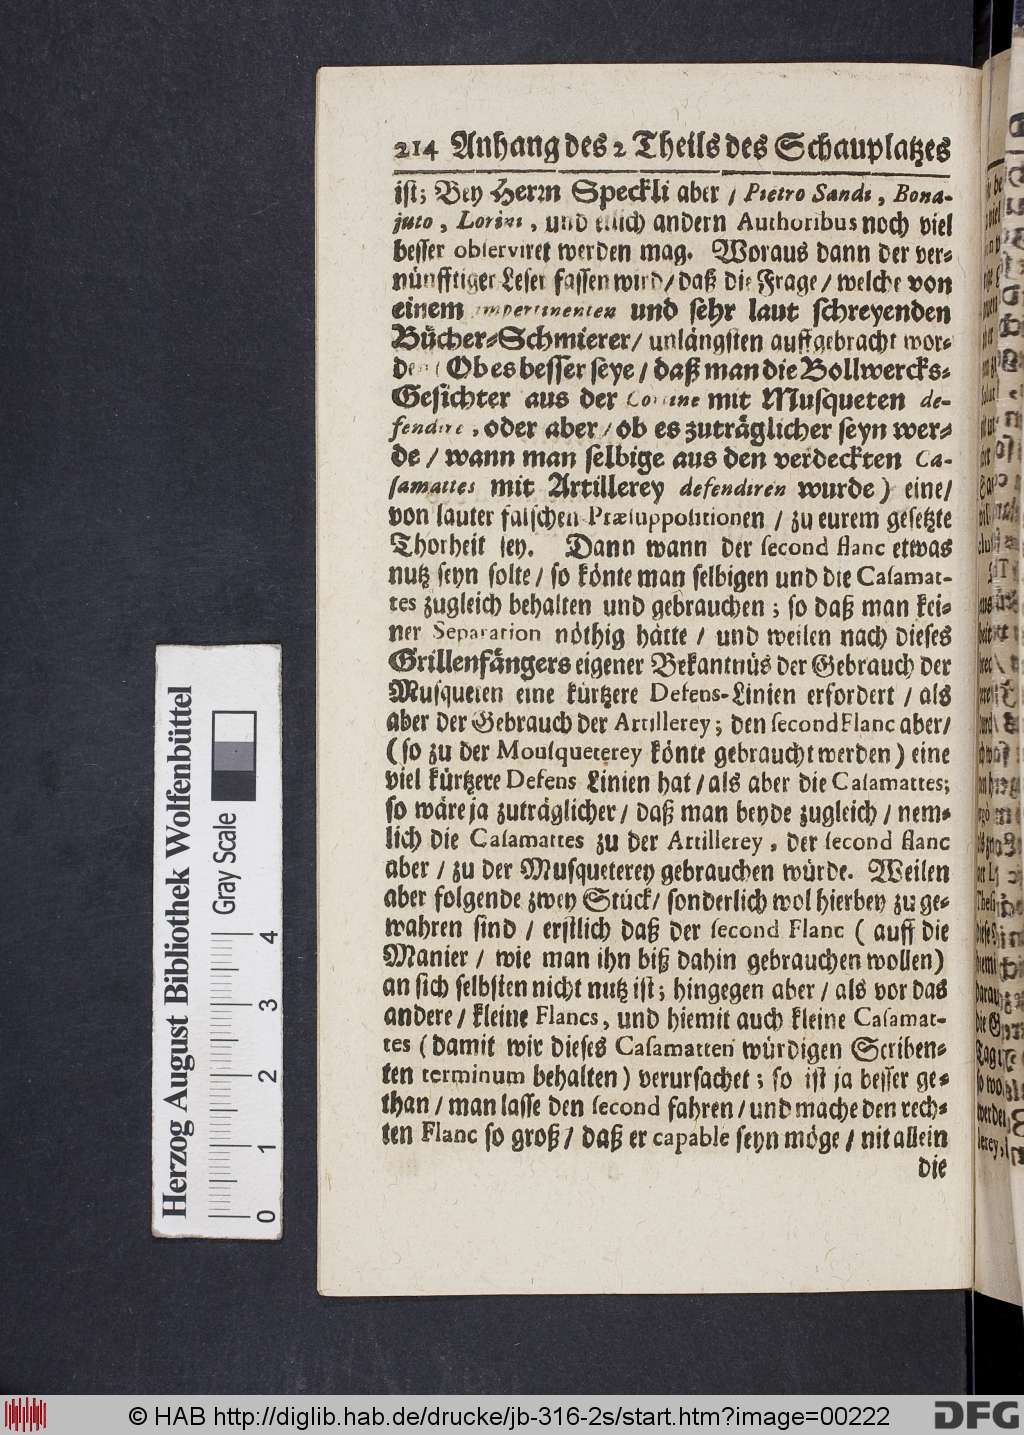 214 Anhang des 2 Theils des Schauplatzes
ist; Bey Herrn Speckli aber / Pietro Sardi, Bona-
juto, Lorini, und etlich andern Authoribus noch viel
besser observiret werden mag. Woraus dann der ver-
nünfftiger Leser fassen wird / daß die Frage / welche von
einem impertinenten und sehr laut schreyenden
Bücher-Schmierer / unlängsten auffgebracht wor-
den ( Ob es besser seye / daß man die Bollwercks-
Gesichter aus der Cortine mit Musqueten de-
fendire, oder aber / ob es zuträglicher seyn wer-
de / wann man selbige aus den verdeckten Ca-
samattes mit Artillerey defendiren wurde ) eine /
von lauter falschen Præsuppositionen / zu eurem gesetzte
Thorheit sey. Dann wann der second flanc etwas
nutz seyn solte / so könte man selbigen und die Casamat-
tes zugleich behalten und gebrauchen ; so daß man kei-
ner Separation nöthig hätte / und weilen nach dieses
Grillenfängers eigener Bekantnüs der Gebrauch der
Musqueten eine kürtzere Defens-Linien erfordert / als
aber der Gebrauch der Artillerey; den second Flanc aber /
( so zu der Mousqueterey könte gebraucht werden ) eine
viel kürtzere Defens Linien hat / als aber die Casamattes;
so wäre ja zuträglicher / daß man beyde zugleich / nem-
lich die Casamattes zu der Artillerey, der second flanc
aber / zu der Musqueterey gebrauchen würde. Weilen
aber folgende zwey Stück / sonderlich wol hierbey zu ge-
wahren sind / erstlich daß der second Flanc ( auff die
Manier / wie man ihn biß dahin gebrauchen wollen )
an sich selbsten nicht nutz ist; hingegen aber / als vor das
andere / kleine Flancs, und hiemit auch kleine Casamat-
tes ( damit wir dieses Casamatten würdigen Scriben-
ten terminum behalten ) verursachet ; so ist ja besser ge-
than / man lasse den second fahren / und mache den rech-
ten Flanc so groß / daß er capable seyn möge / nit allein
die
Herzog August Bibliothek Wolfenbüttel
Gray Scale
0 1 2 3 4
© HAB http://diglib.hab.de/drucke/jb-316-2s/start.htm?image=00222
DFG